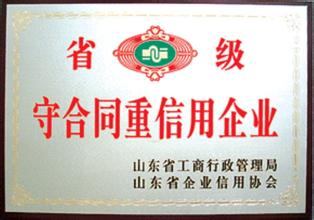 省 级
守合同重信用企业
山东省工商行政管理局
山东省企业信用协会